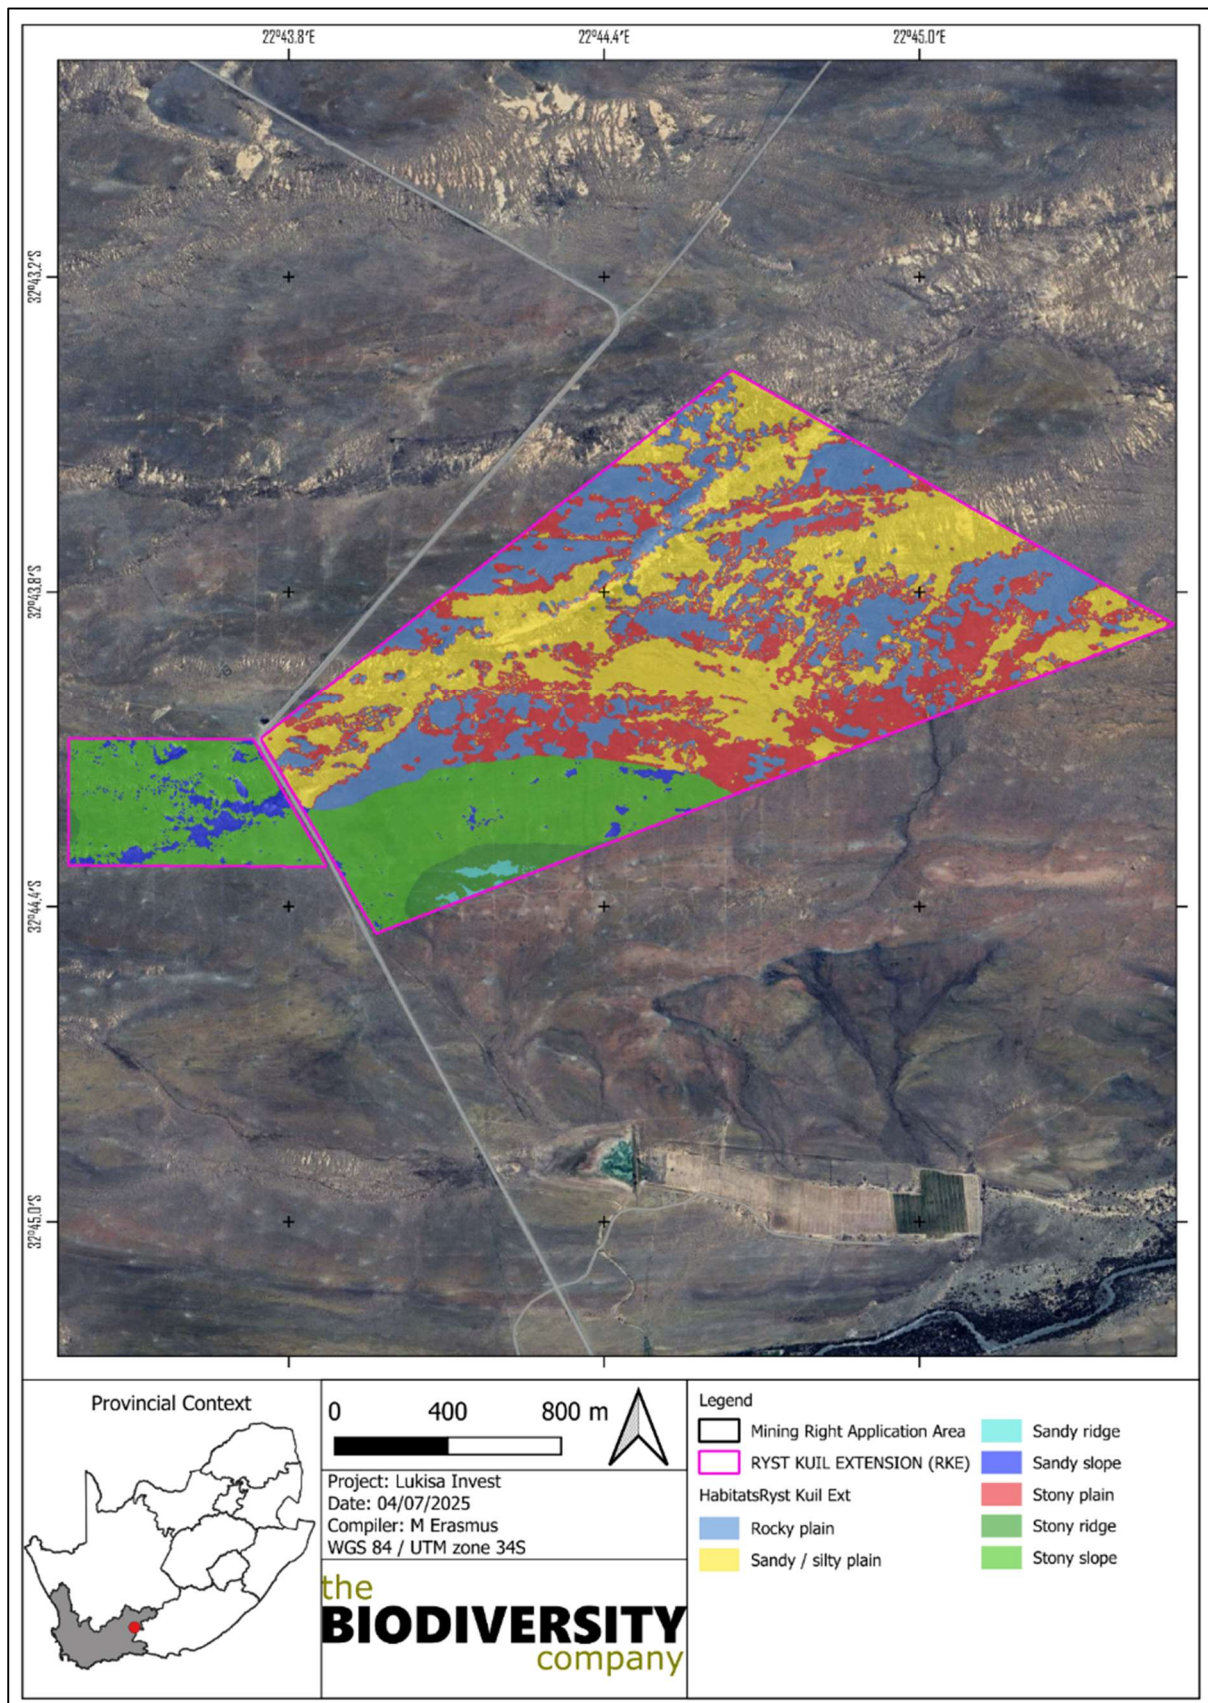 22°43.8'E 22°44.4'E 22°45.0'E
32°43.2'S
32°43.8'S
32°44.4'S
32°45.0'S
Provincial Context
0 400 800 m
Project: Lukisa Invest
Date: 04/07/2025
Compiler: M Erasmus
WGS 84 / UTM zone 34S
the
BIODIVERSITY
company
Legend
Mining Right Application Area
RYST KUIL EXTENSION (RKE)
HabitatsRyst Kuil Ext
Rocky plain
Sandy / silty plain
Sandy ridge
Sandy slope
Stony plain
Stony ridge
Stony slope